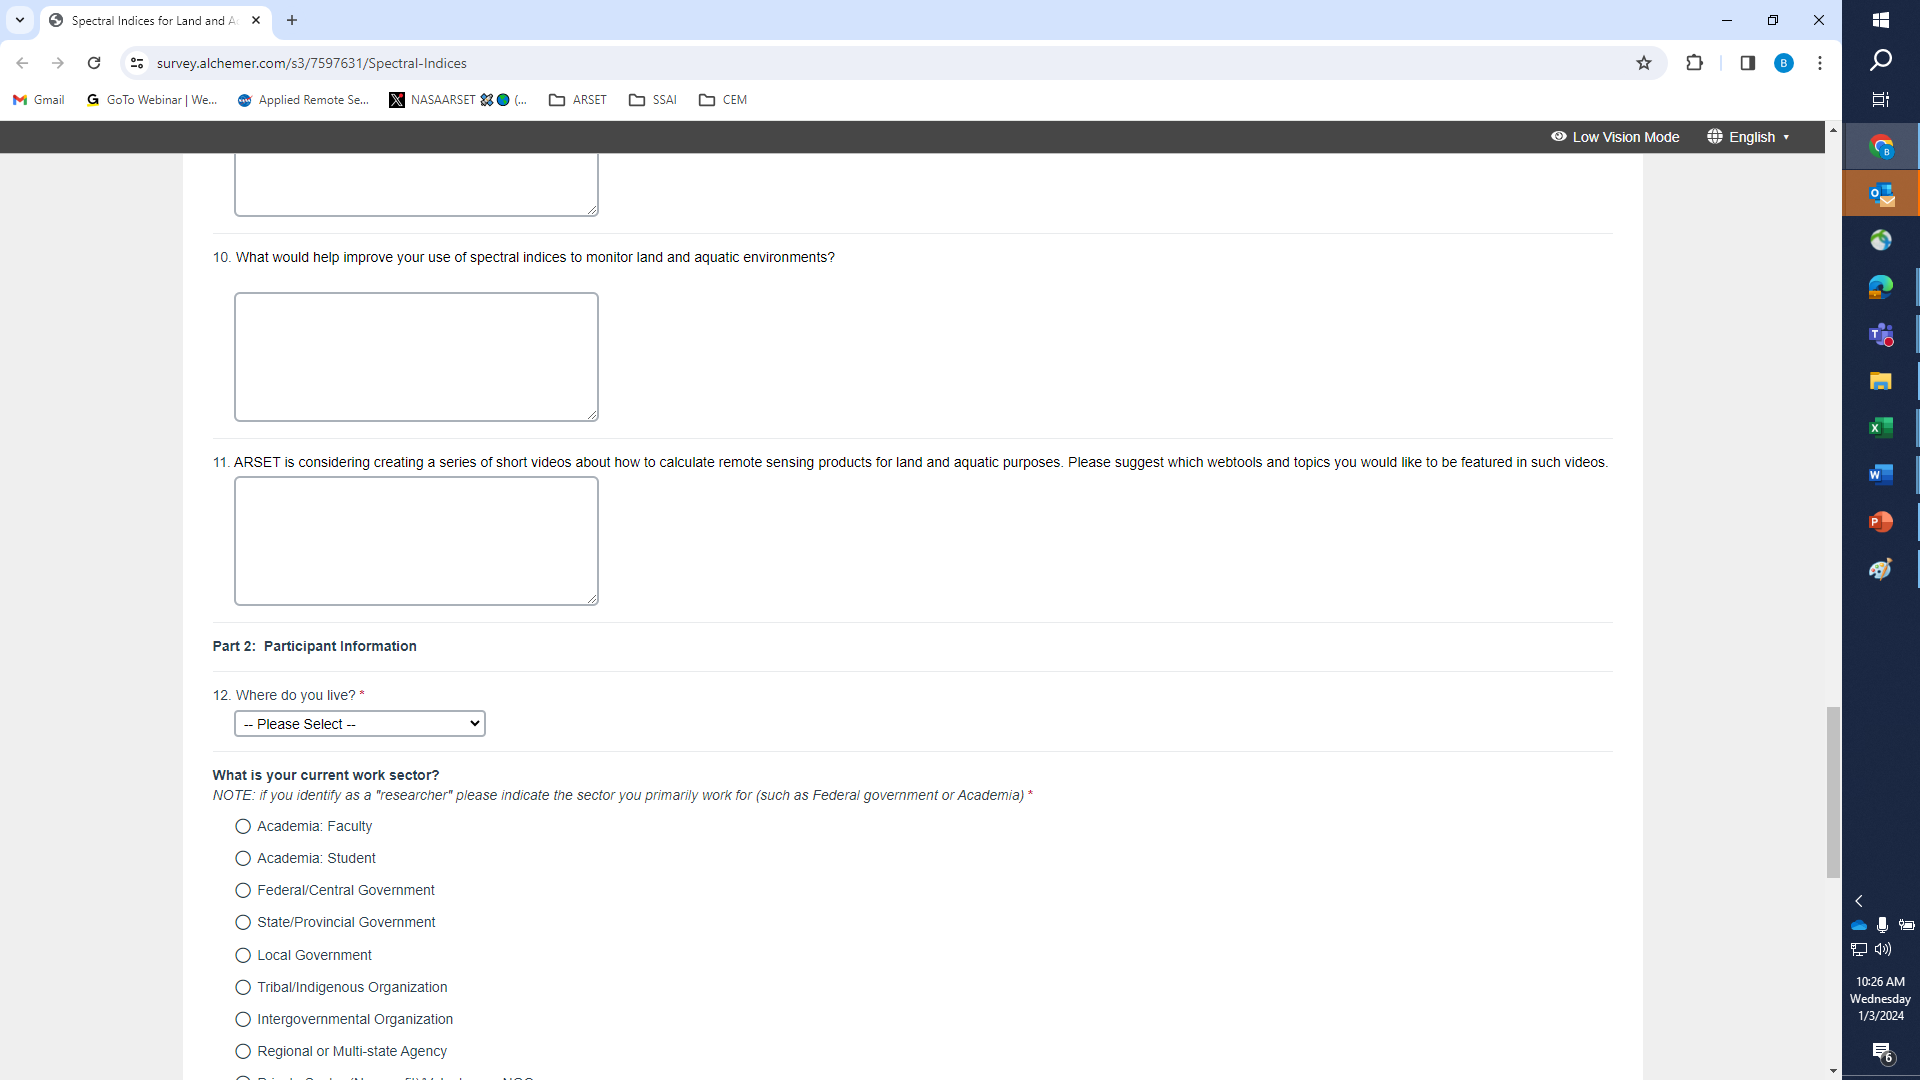 Spectral Indices for Land and A
survey.alchemer.com/s3/7597631/Spectral-Indices
B
Gmail
GoTo Webinar | We...
Applied Remote Se...
NASAARSET (...
ARSET
SSAI
CEM
Low Vision Mode
English
10. What would help improve your use of spectral indices to monitor land and aquatic environments?
11. ARSET is considering creating a series of short videos about how to calculate remote sensing products for land and aquatic purposes. Please suggest which webtools and topics you would like to be featured in such videos.
Part 2: Participant Information
12. Where do you live? *
-- Please Select --
What is your current work sector?
NOTE: if you identify as a "researcher" please indicate the sector you primarily work for (such as Federal government or Academia) *
Academia: Faculty
Academia: Student
Federal/Central Government
State/Provincial Government
Local Government
Tribal/Indigenous Organization
Intergovernmental Organization
Regional or Multi-state Agency
10:26 AM
Wednesday
1/3/2024
6